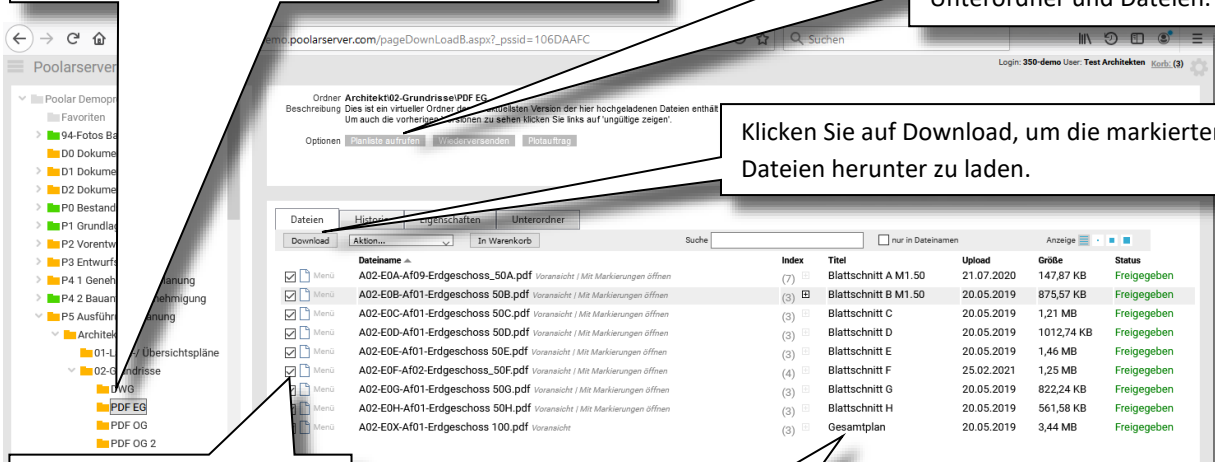 Unterordner und Dateien.
emo.poolarserver.com/pageDownLoadB.aspx?_pssid=106DAAFC
Suchen
Poolarserver
Login: 350-demo User: Test Architekten Korb: (3)
Poolar Demopr
Favoriten
94-Fotos Ba
D0 Dokume
D1 Dokume
D2 Dokume
P0 Bestand
P1 Grundla
P2 Vorentw
P3 Entwurfs
P4 1 Geneh anung
P4 2 Bauan ehmigung
P5 Ausführ anung
Architek
01-L -/ Übersichtspläne
02-G ndrisse
DWG
PDF EG
PDF OG
PDF OG 2
Ordner Architekt\02-Grundrisse\PDF EG
Beschreibung Dies ist ein virtueller Ordner der aktuellsten Version der hier hochgeladenen Dateien enthält
Um auch die vorherigen Versionen zu sehen klicken Sie links auf 'ungültige zeigen'.
Optionen Planliste aufrufen Wiederversenden Plotauftrag
Klicken Sie auf Download, um die markierten
Dateien herunter zu laden.
Dateien Historie Eigenschaften Unterordner
Download Aktion... In Warenkorb Suche nur in Dateinamen Anzeige
Dateiname Index Titel Upload Größe Status
Menü A02-E0A-Af09-Erdgeschoss_50A.pdf Voransicht | Mit Markierungen öffnen (7) Blattschnitt A M1.50 21.07.2020 147,87 KB Freigegeben
Menü A02-E0B-Af01-Erdgeschoss 50B.pdf Voransicht | Mit Markierungen öffnen (3) Blattschnitt B M1.50 20.05.2019 875,57 KB Freigegeben
Menü A02-E0C-Af01-Erdgeschoss 50C.pdf Voransicht | Mit Markierungen öffnen (3) Blattschnitt C 20.05.2019 1,21 MB Freigegeben
Menü A02-E0D-Af01-Erdgeschoss 50D.pdf Voransicht | Mit Markierungen öffnen (3) Blattschnitt D 20.05.2019 1012,74 KB Freigegeben
Menü A02-E0E-Af01-Erdgeschoss 50E.pdf Voransicht | Mit Markierungen öffnen (3) Blattschnitt E 20.05.2019 1,46 MB Freigegeben
Menü A02-E0F-Af02-Erdgeschoss_50F.pdf Voransicht | Mit Markierungen öffnen (4) Blattschnitt F 25.02.2021 1,25 MB Freigegeben
Menü A02-E0G-Af01-Erdgeschoss 50G.pdf Voransicht | Mit Markierungen öffnen (3) Blattschnitt G 20.05.2019 822,24 KB Freigegeben
Menü A02-E0H-Af01-Erdgeschoss 50H.pdf Voransicht | Mit Markierungen öffnen (3) Blattschnitt H 20.05.2019 561,58 KB Freigegeben
Menü A02-E0X-Af01-Erdgeschoss 100.pdf Voransicht (3) Gesamtplan 20.05.2019 3,44 MB Freigegeben